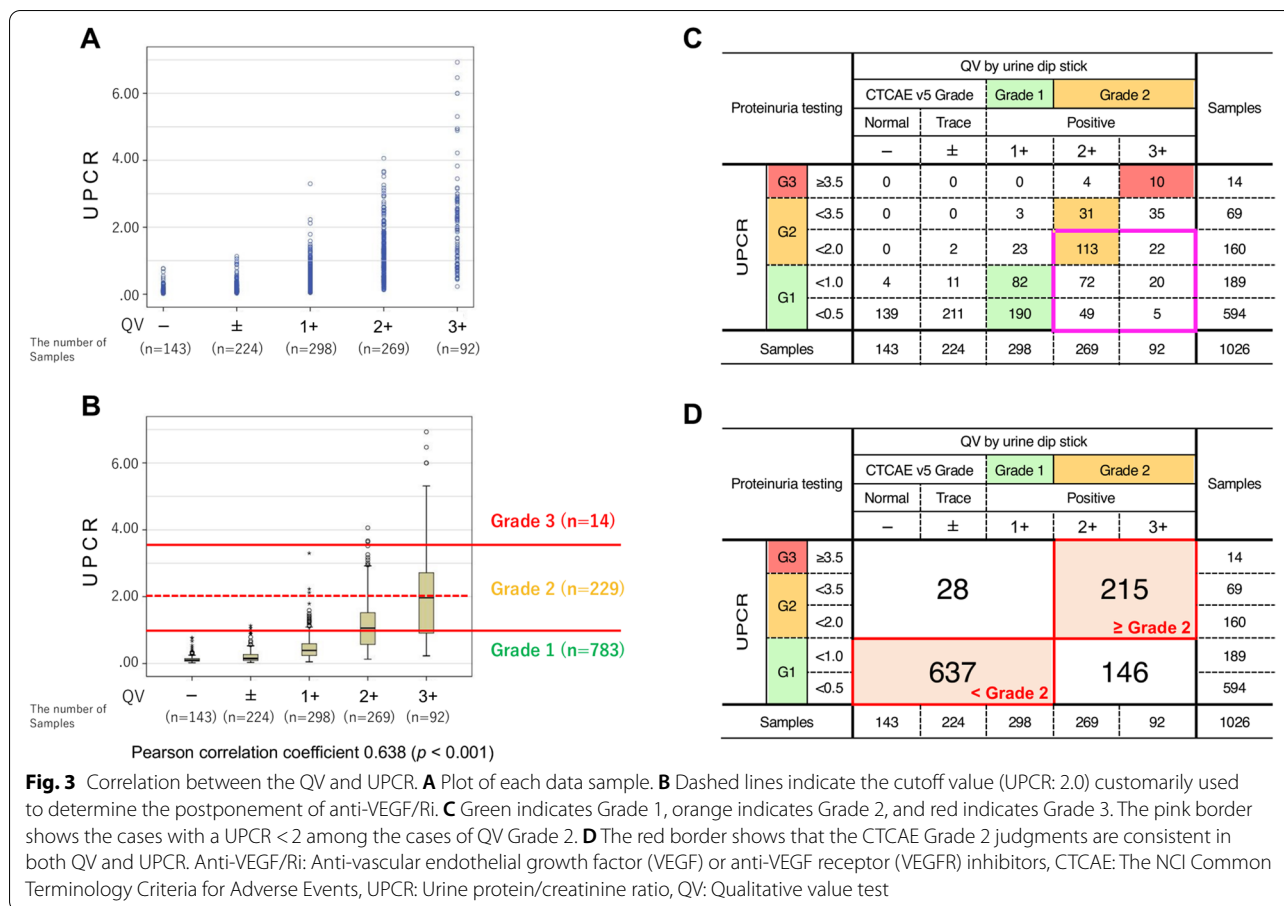 A
6.00
4.00
2.00
.00
UPCR
QV – ± 1+ 2+ 3+
The number of Samples (n=143) (n=224) (n=298) (n=269) (n=92)
B
6.00
4.00
2.00
.00
UPCR
Grade 3 (n=14)
Grade 2 (n=229)
Grade 1 (n=783)
QV – ± 1+ 2+ 3+
The number of Samples (n=143) (n=224) (n=298) (n=269) (n=92)
Pearson correlation coefficient 0.638 (p < 0.001)
C
Proteinuria testing
QV by urine dip stick
Samples
CTCAE v5 Grade Grade 1 Grade 2
Normal Trace Positive
– ± 1+ 2+ 3+
UPCR
G3 ≥3.5 0 0 0 4 10 14
G2 <3.5 0 0 3 31 35 69
<2.0 0 2 23 113 22 160
G1 <1.0 4 11 82 72 20 189
<0.5 139 211 190 49 5 594
Samples 143 224 298 269 92 1026
D
Proteinuria testing
QV by urine dip stick
Samples
CTCAE v5 Grade Grade 1 Grade 2
Normal Trace Positive
– ± 1+ 2+ 3+
UPCR
G3 ≥3.5 14
G2 <3.5 28 215 69
<2.0 ≥ Grade 2 160
G1 <1.0 637 146 189
<0.5 < Grade 2 594
Samples 143 224 298 269 92 1026
Fig. 3 Correlation between the QV and UPCR. A Plot of each data sample. B Dashed lines indicate the cutoff value (UPCR: 2.0) customarily used
to determine the postponement of anti-VEGF/Ri. C Green indicates Grade 1, orange indicates Grade 2, and red indicates Grade 3. The pink border
shows the cases with a UPCR < 2 among the cases of QV Grade 2. D The red border shows that the CTCAE Grade 2 judgments are consistent in
both QV and UPCR. Anti-VEGF/Ri: Anti-vascular endothelial growth factor (VEGF) or anti-VEGF receptor (VEGFR) inhibitors, CTCAE: The NCI Common
Terminology Criteria for Adverse Events, UPCR: Urine protein/creatinine ratio, QV: Qualitative value test